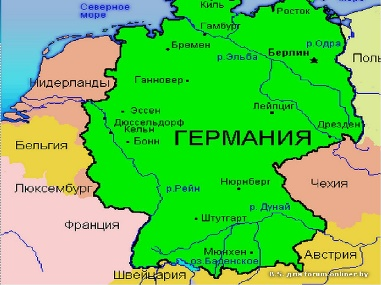 Северное
море
Киль
Росток
Гамбург
Бремен
р.Одра
Берлин
р.Эльба
Поль
Нидерланды
Ганновер
Лейпциг
Эссен
Дюссельдорф
Кельн
Бонн
Дрезден
ГЕРМАНИЯ
Бельгия
Люксембург
р.Рейн
Нюрнберг
Чехия
р. Дунай
Франция
Штутгарт
Мюнхен
оз.Баденское
Австрия
Швейцария